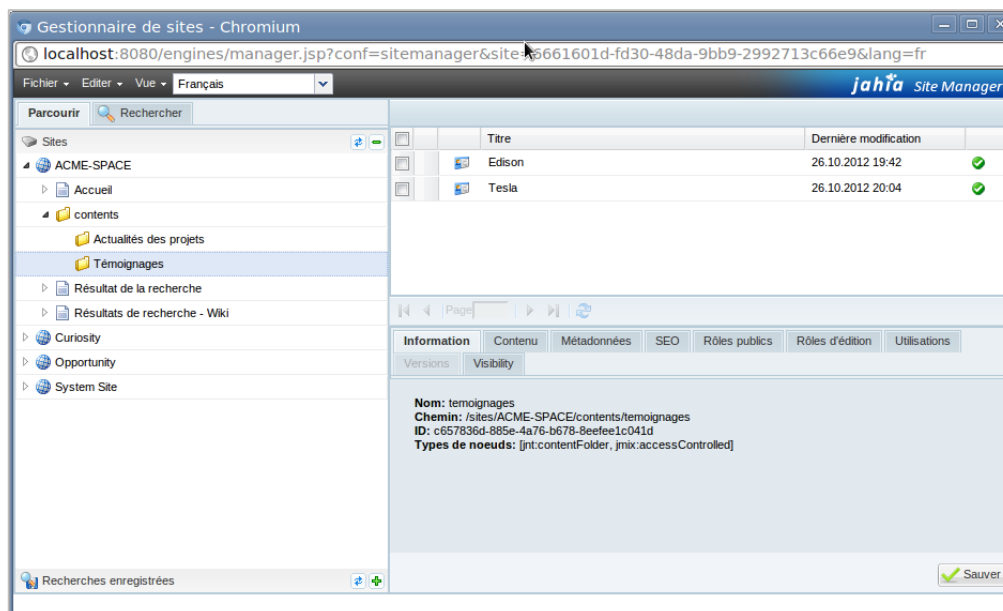 Gestionnaire de sites - Chromium
localhost:8080/engines/manager.jsp?conf=sitemanager&site=6661601d-fd30-48da-9bb9-2992713c66e9&lang=fr
Fichier Editer Vue Français jahia Site Manager
Parcourir Rechercher
Sites
ACME-SPACE
Accueil
contents
Actualités des projets
Témoignages
Résultat de la recherche
Résultats de recherche - Wiki
Curiosity
Opportunity
System Site
Recherches enregistrées
Titre Dernière modification
Edison 26.10.2012 19:42
Tesla 26.10.2012 20:04
Page
Information Contenu Métadonnées SEO Rôles publics Rôles d'édition Utilisations
Versions Visibility
Nom: temoignages
Chemin: /sites/ACME-SPACE/contents/temoignages
ID: c657836d-885e-4a76-b678-8eefee1c041d
Types de noeuds: [jnt:contentFolder, jmix:accessControlled]
Sauver